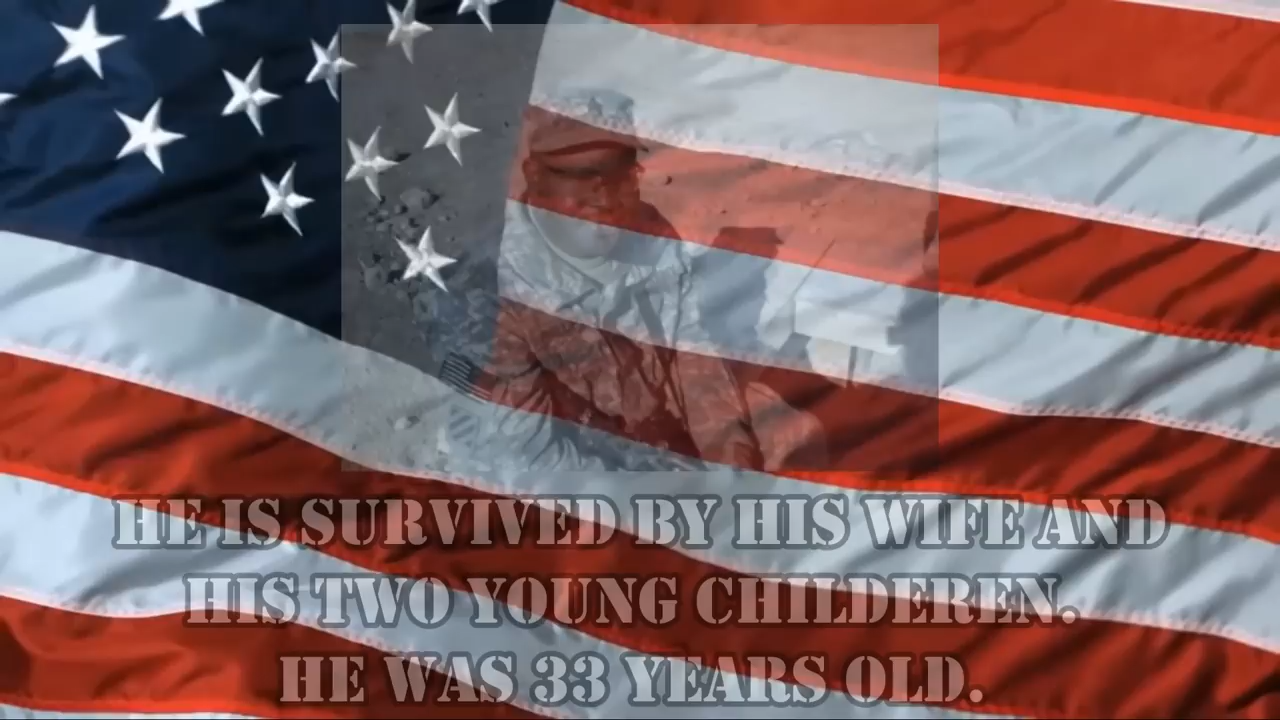 HE IS SURVIVED BY HIS WIFE AND
HIS TWO YOUNG CHILDEREN.
HE WAS 33 YEARS OLD.